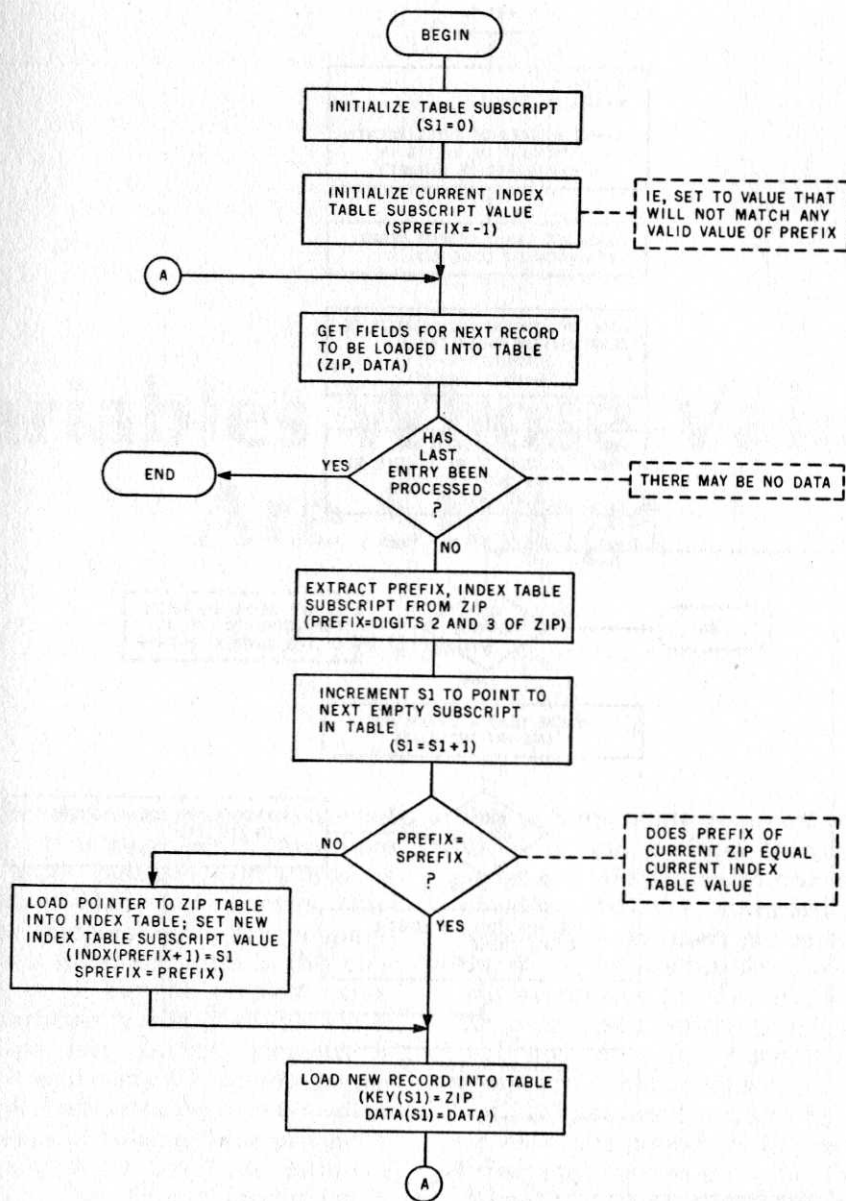 BEGIN
INITIALIZE TABLE SUBSCRIPT
(S1=0)
INITIALIZE CURRENT INDEX
TABLE SUBSCRIPT VALUE
(SPREFIX=-1)
IE, SET TO VALUE THAT
WILL NOT MATCH ANY
VALID VALUE OF PREFIX
A
GET FIELDS FOR NEXT RECORD
TO BE LOADED INTO TABLE
(ZIP, DATA)
HAS
LAST
ENTRY BEEN
PROCESSED
?
YES
END
THERE MAY BE NO DATA
NO
EXTRACT PREFIX, INDEX TABLE
SUBSCRIPT FROM ZIP
(PREFIX=DIGITS 2 AND 3 OF ZIP)
INCREMENT S1 TO POINT TO
NEXT EMPTY SUBSCRIPT
IN TABLE
(S1=S1+1)
PREFIX=
SPREFIX
?
NO
DOES PREFIX OF
CURRENT ZIP EQUAL
CURRENT INDEX
TABLE VALUE
LOAD POINTER TO ZIP TABLE
INTO INDEX TABLE; SET NEW
INDEX TABLE SUBSCRIPT VALUE
(INDX(PREFIX+1)=S1
SPREFIX=PREFIX)
YES
LOAD NEW RECORD INTO TABLE
(KEY(S1)=ZIP
DATA(S1)=DATA)
A